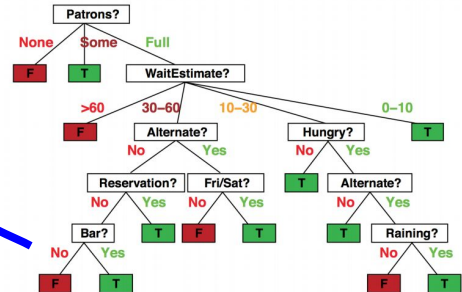 Patrons?
None Some Full
F T WaitEstimate?
>60 30–60 10–30 0–10
F Alternate? Hungry? T
No Yes No Yes
Reservation? Fri/Sat? T Alternate?
No Yes No Yes No Yes
Bar? T F T T Raining?
No Yes No Yes
F T F T